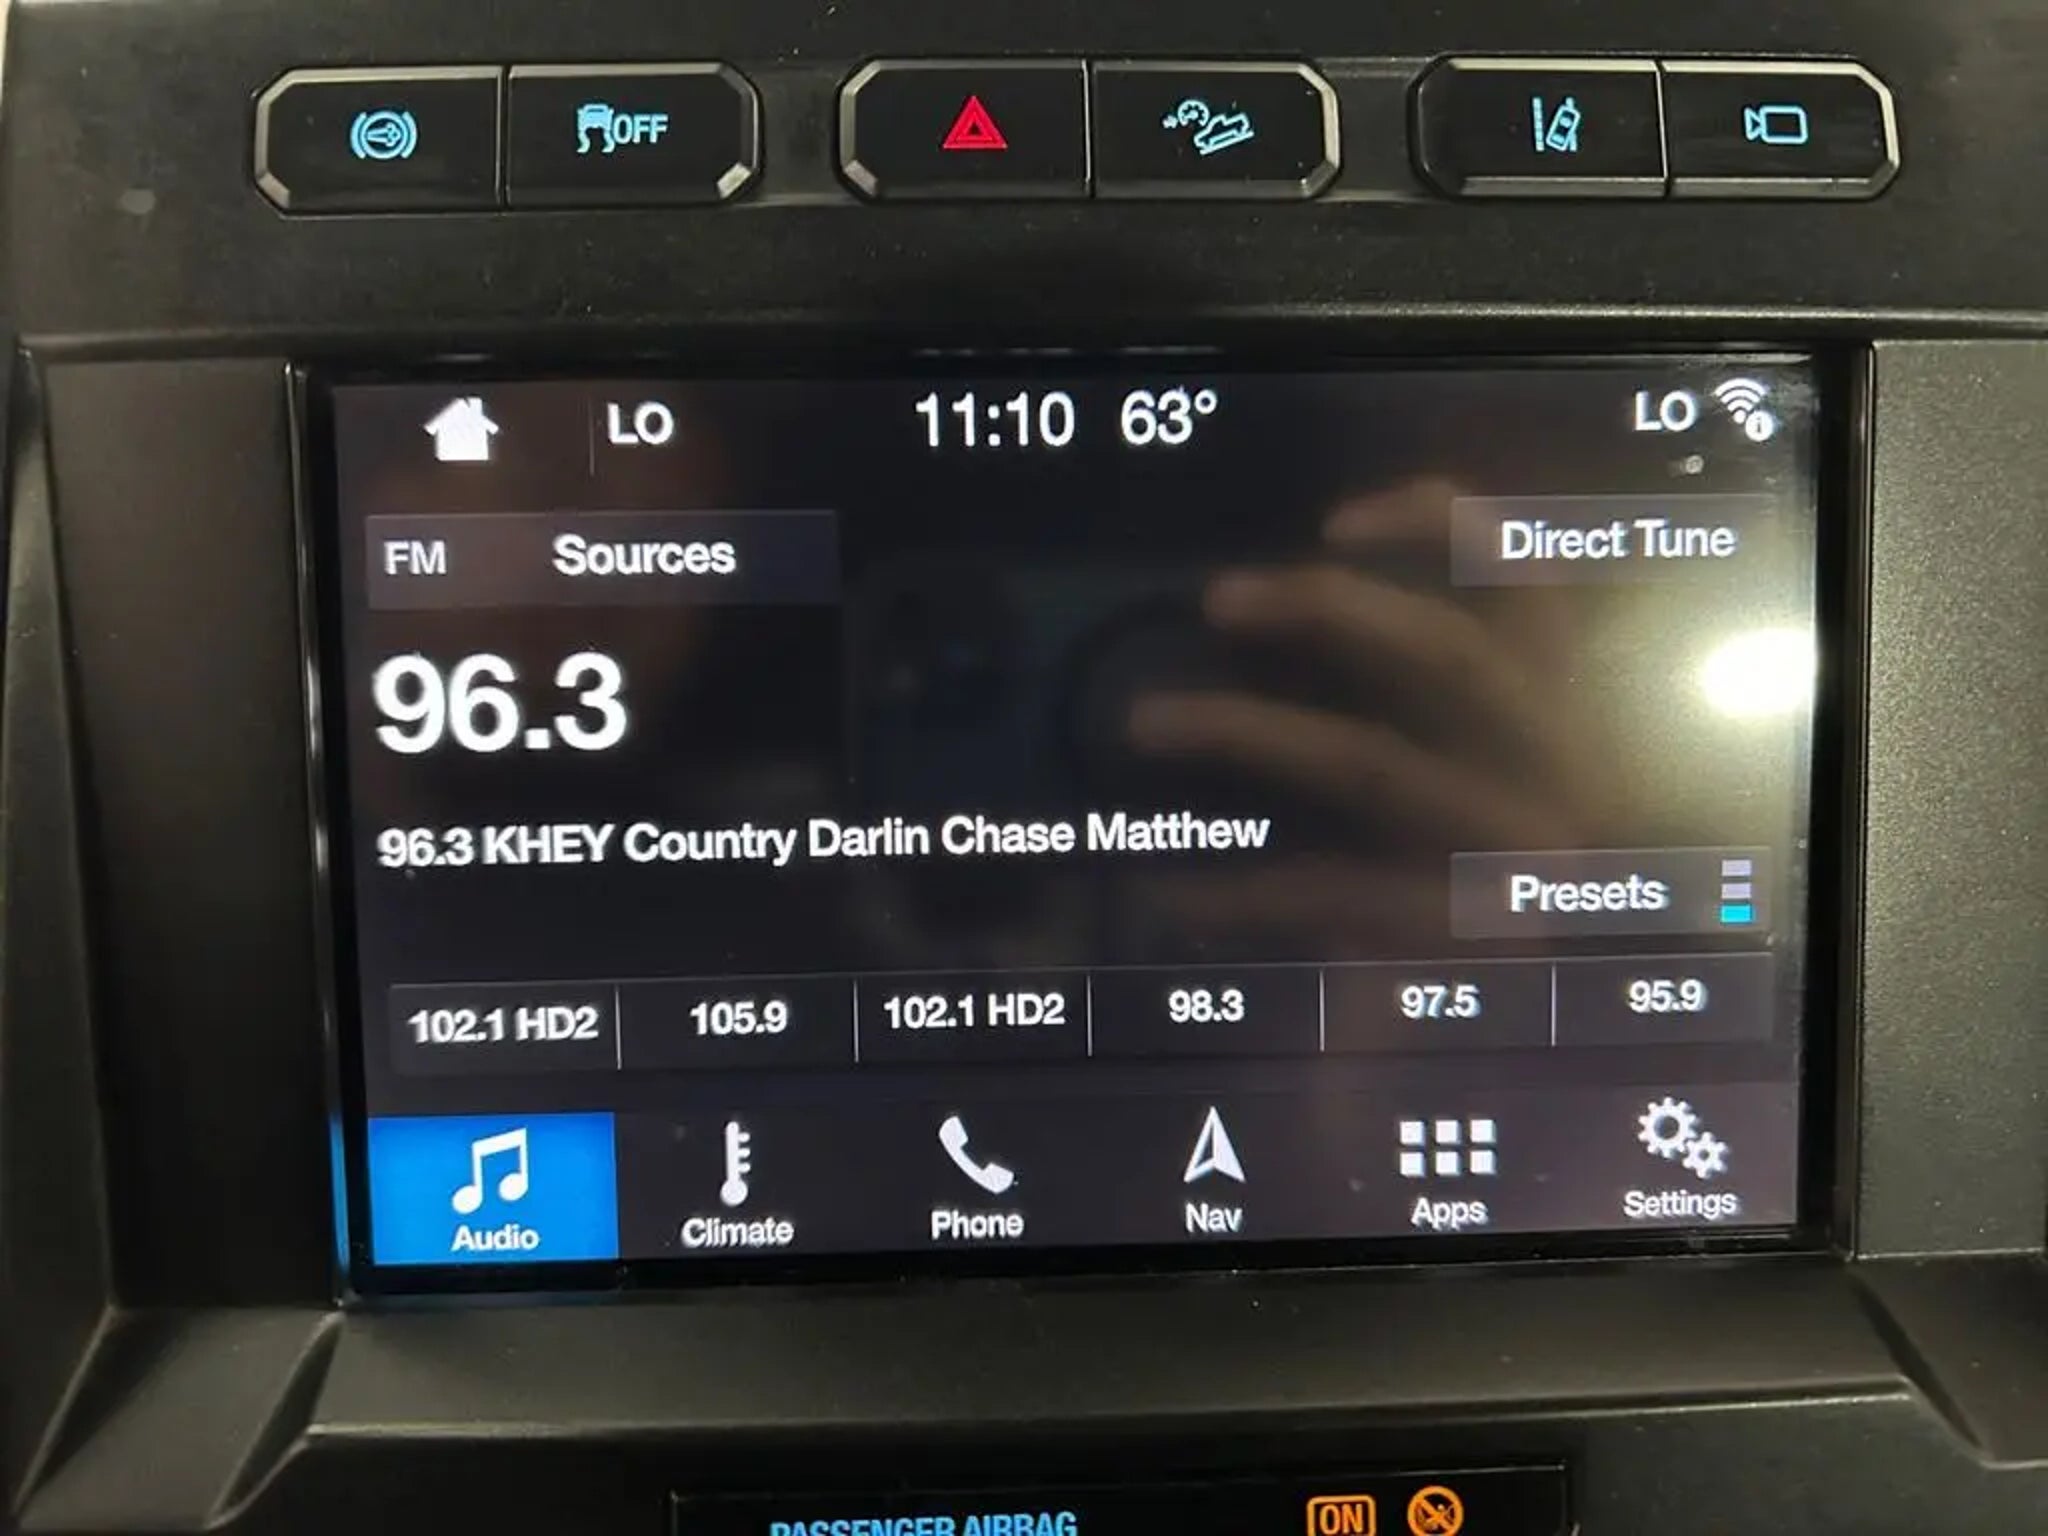 OFF
LO 11:10 63° LO
FM Sources Direct Tune
96.3
96.3 KHEY Country Darlin Chase Matthew
Presets
102.1 HD2 105.9 102.1 HD2 98.3 97.5 95.9
Audio Climate Phone Nav Apps Settings
PASSENGER AIRBAG ON